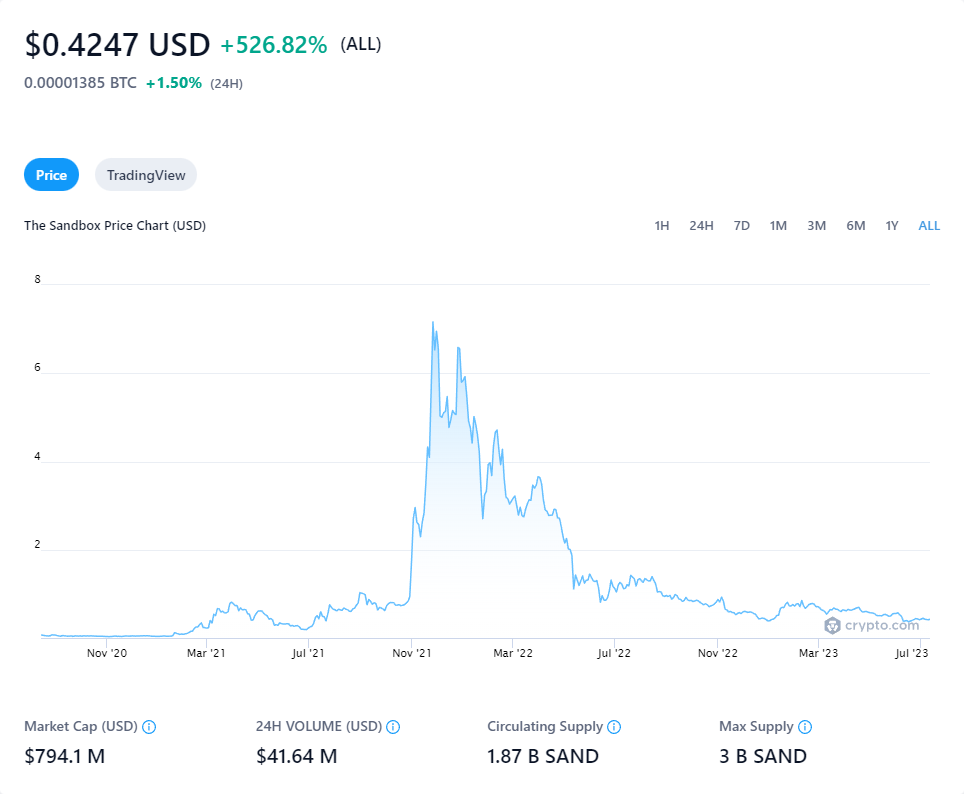 $0.4247 USD +526.82% (ALL)
0.00001385 BTC +1.50% (24H)
Price TradingView
The Sandbox Price Chart (USD) 1H 24H 7D 1M 3M 6M 1Y ALL
8
6
4
2
crypto.com
Nov '20 Mar '21 Jul '21 Nov '21 Mar '22 Jul '22 Nov '22 Mar '23 Jul '23
Market Cap (USD) 24H VOLUME (USD) Circulating Supply Max Supply
$794.1 M $41.64 M 1.87 B SAND 3 B SAND